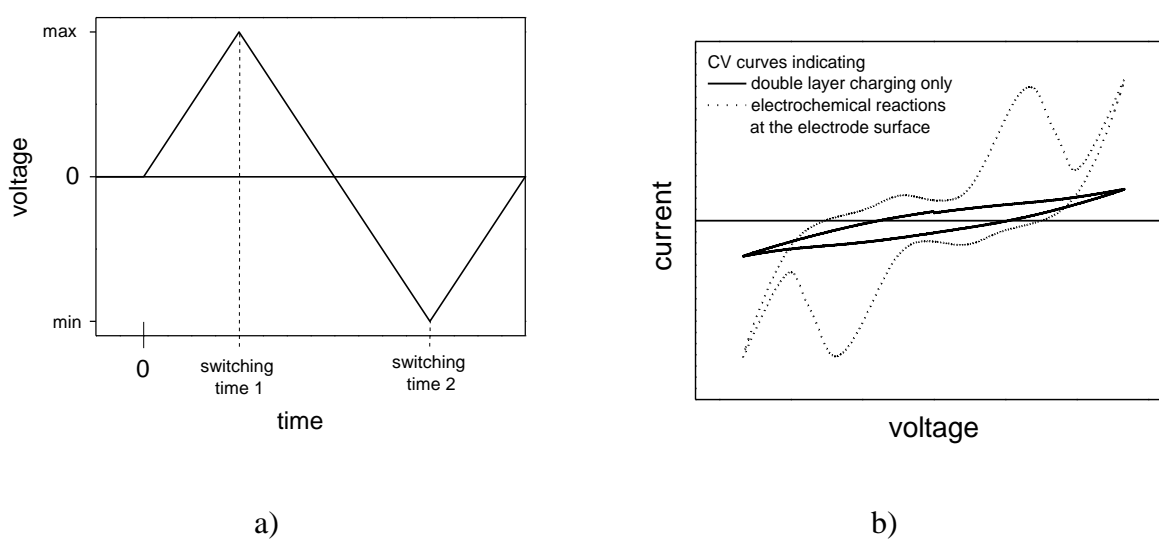 max
voltage
0
min
0
switching
time 1
switching
time 2
time
a)
CV curves indicating
double layer charging only
electrochemical reactions
at the electrode surface
current
voltage
b)